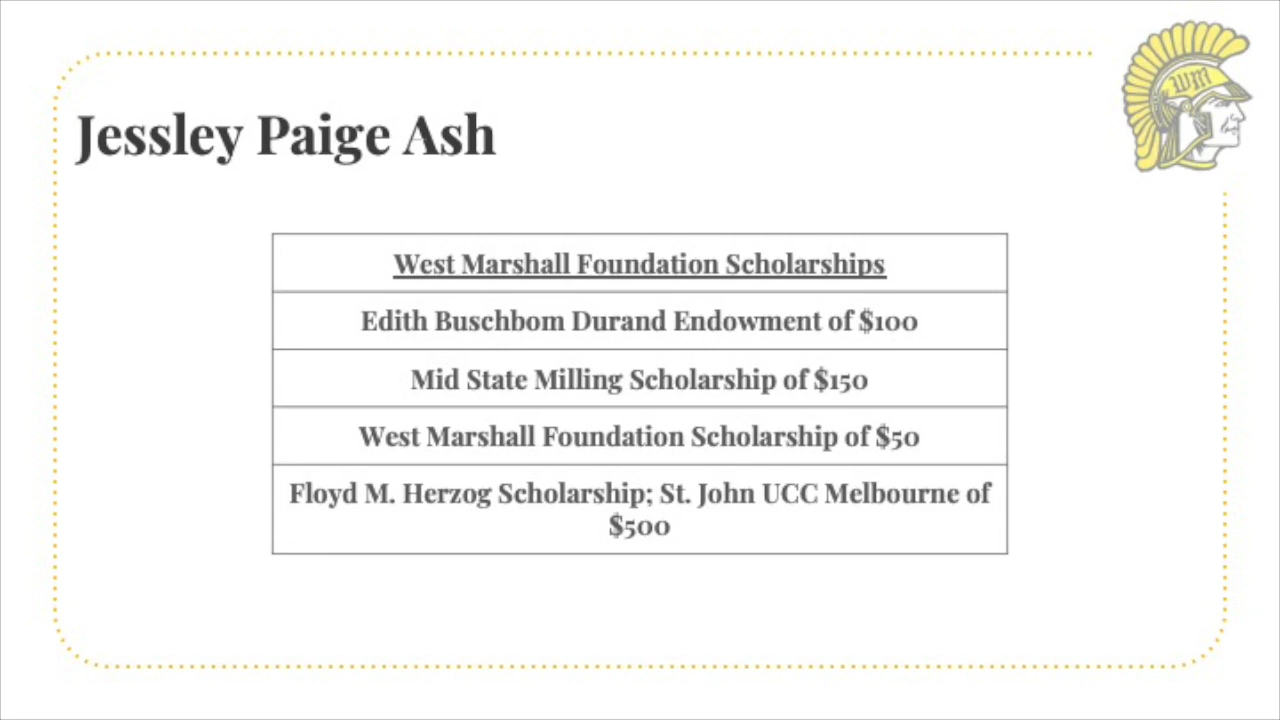 WM
Jessley Paige Ash
West Marshall Foundation Scholarships
Edith Buschbom Durand Endowment of $100
Mid State Milling Scholarship of $150
West Marshall Foundation Scholarship of $50
Floyd M. Herzog Scholarship; St. John UCC Melbourne of
$500